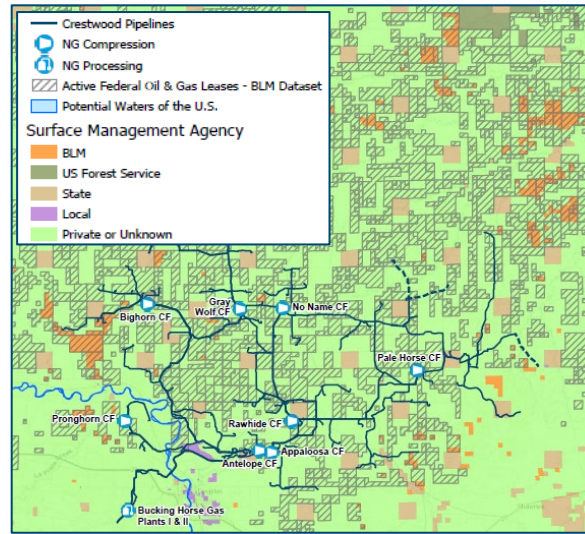 Crestwood Pipelines
NG Compression
NG Processing
Active Federal Oil & Gas Leases - BLM Dataset
Potential Waters of the U.S.
Surface Management Agency
BLM
US Forest Service
State
Local
Private or Unknown
Bighorn CF
Gray
Wolf CF
No Name CF
Pale Horse CF
Pronghorn CF
Rawhide CF
Appaloosa CF
Antelope CF
Bucking Horse Gas
Plants I & II